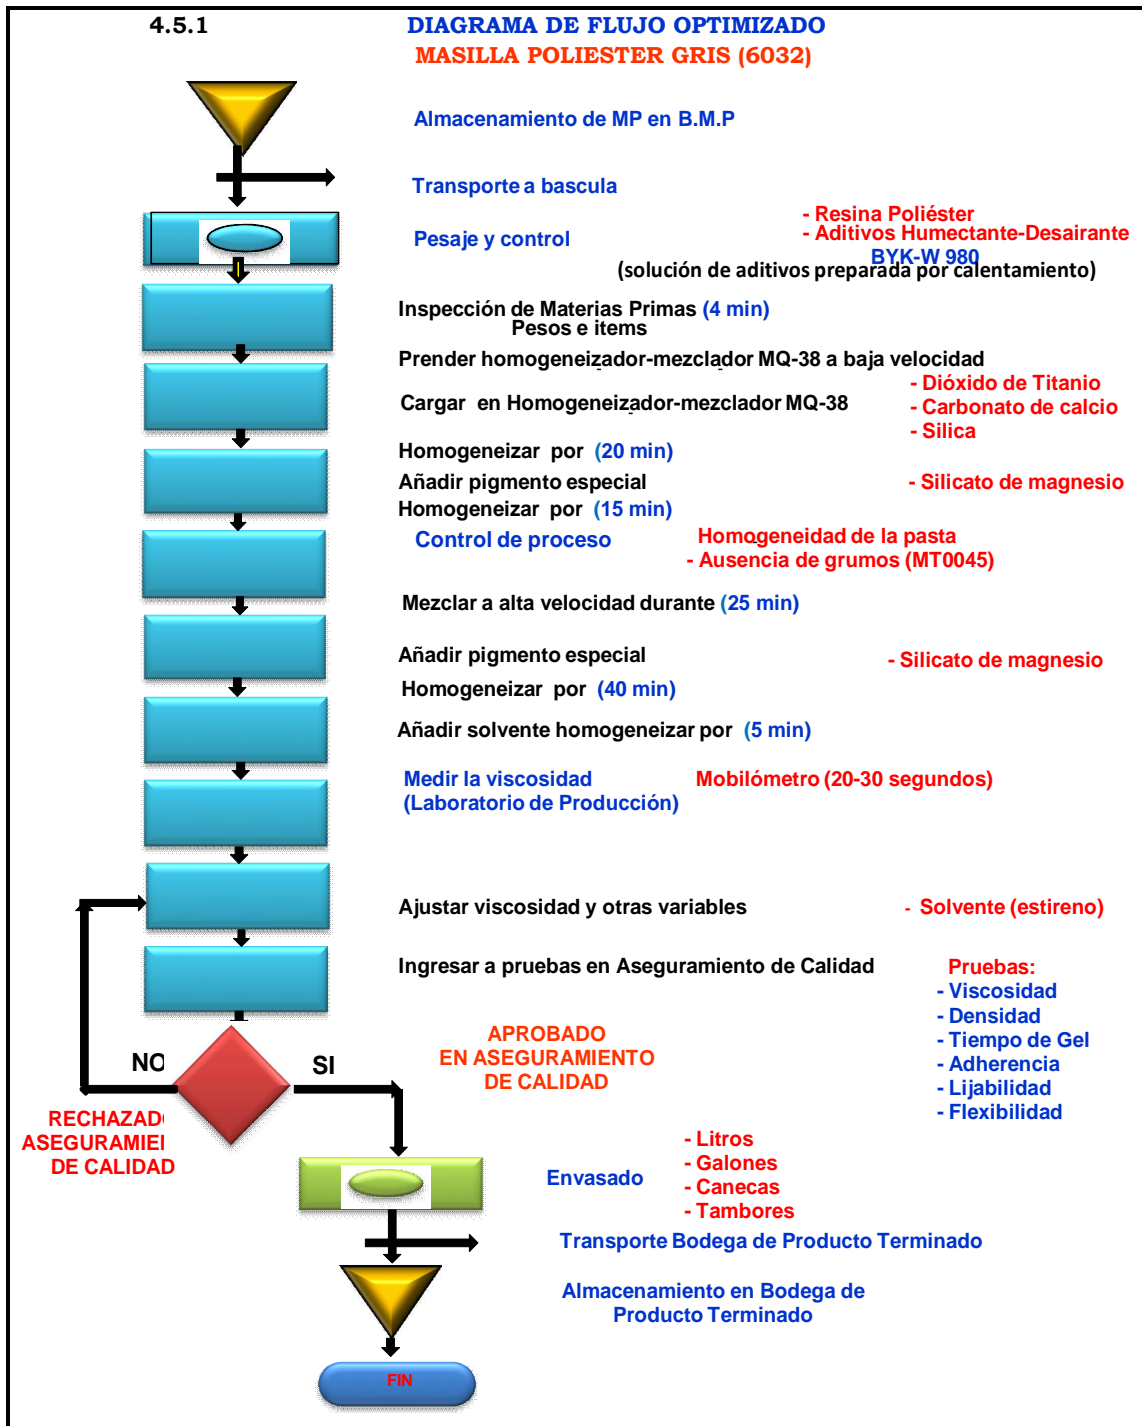 4.5.1 DIAGRAMA DE FLUJO OPTIMIZADO
MASILLA POLIESTER GRIS (6032)
Almacenamiento de MP en B.M.P
Transporte a bascula
Pesaje y control
- Resina Poliéster
- Aditivos Humectante-Desairante
BYK-W 980
(solución de aditivos preparada por calentamiento)
Inspección de Materias Primas (4 min)
Pesos e items
Prender homogeneizador-mezclador MQ-38 a baja velocidad
Cargar en Homogeneizador-mezclador MQ-38
- Dióxido de Titanio
- Carbonato de calcio
- Silica
Homogeneizar por (20 min)
Añadir pigmento especial - Silicato de magnesio
Homogeneizar por (15 min)
Control de proceso
Homogeneidad de la pasta
- Ausencia de grumos (MT0045)
Mezclar a alta velocidad durante (25 min)
Añadir pigmento especial - Silicato de magnesio
Homogeneizar por (40 min)
Añadir solvente homogeneizar por (5 min)
Medir la viscosidad Mobilómetro (20-30 segundos)
(Laboratorio de Producción)
Ajustar viscosidad y otras variables - Solvente (estireno)
Ingresar a pruebas en Aseguramiento de Calidad
Pruebas:
- Viscosidad
- Densidad
- Tiempo de Gel
- Adherencia
- Lijabilidad
- Flexibilidad
NO
SI
APROBADO
EN ASEGURAMIENTO
DE CALIDAD
RECHAZAD
ASEGURAMIE
DE CALIDAD
Envasado
- Litros
- Galones
- Canecas
- Tambores
Transporte Bodega de Producto Terminado
Almacenamiento en Bodega de
Producto Terminado
FIN